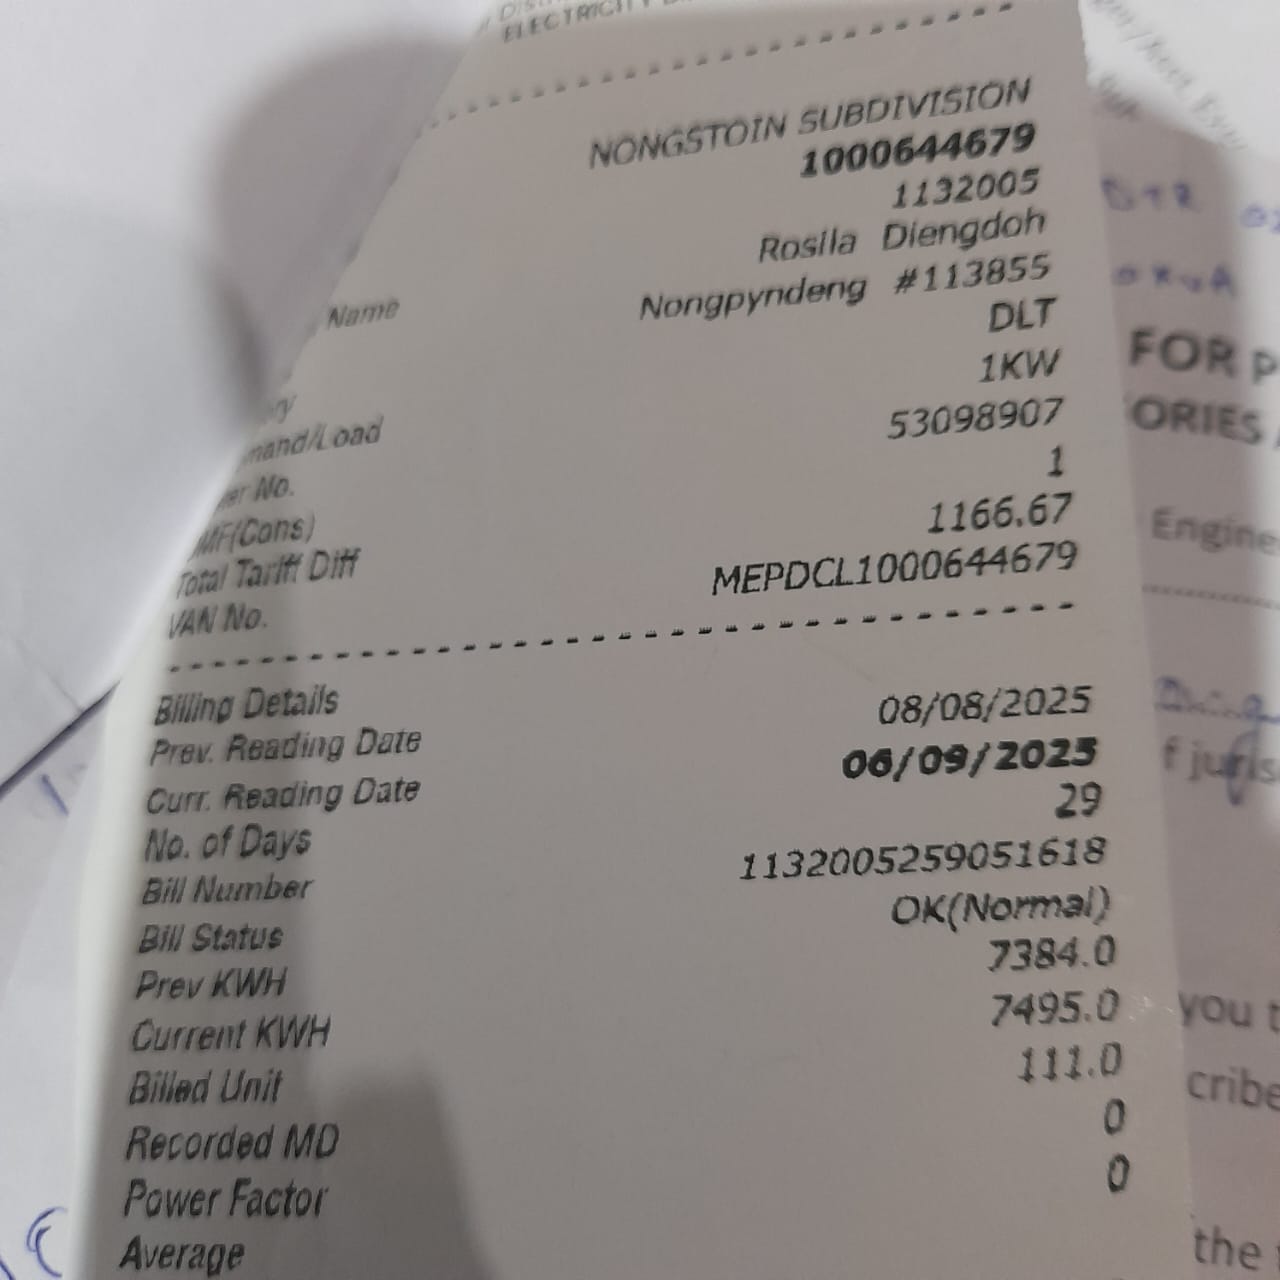 ELECTRICITY
NONGSTOIN SUBDIVISION
1000644679
1132005
Rosila Diengdoh
Name Nongpyndeng #113855
DLT
1KW
mand/Load 53098907
er No. 1
MF(Cons) 1166.67
Total Tariff Diff MEPDCL1000644679
VAN No.
Billing Details
Prev. Reading Date 08/08/2025
Curr. Reading Date 06/09/2025
No. of Days 29
Bill Number 1132005259051618
Bill Status OK(Normal)
Prev KWH 7384.0
Current KWH 7495.0
Billed Unit 111.0
Recorded MD 0
Power Factor 0
Average
DTR
FOR P
ORIES
Engine
f juris
you t
cribe
the